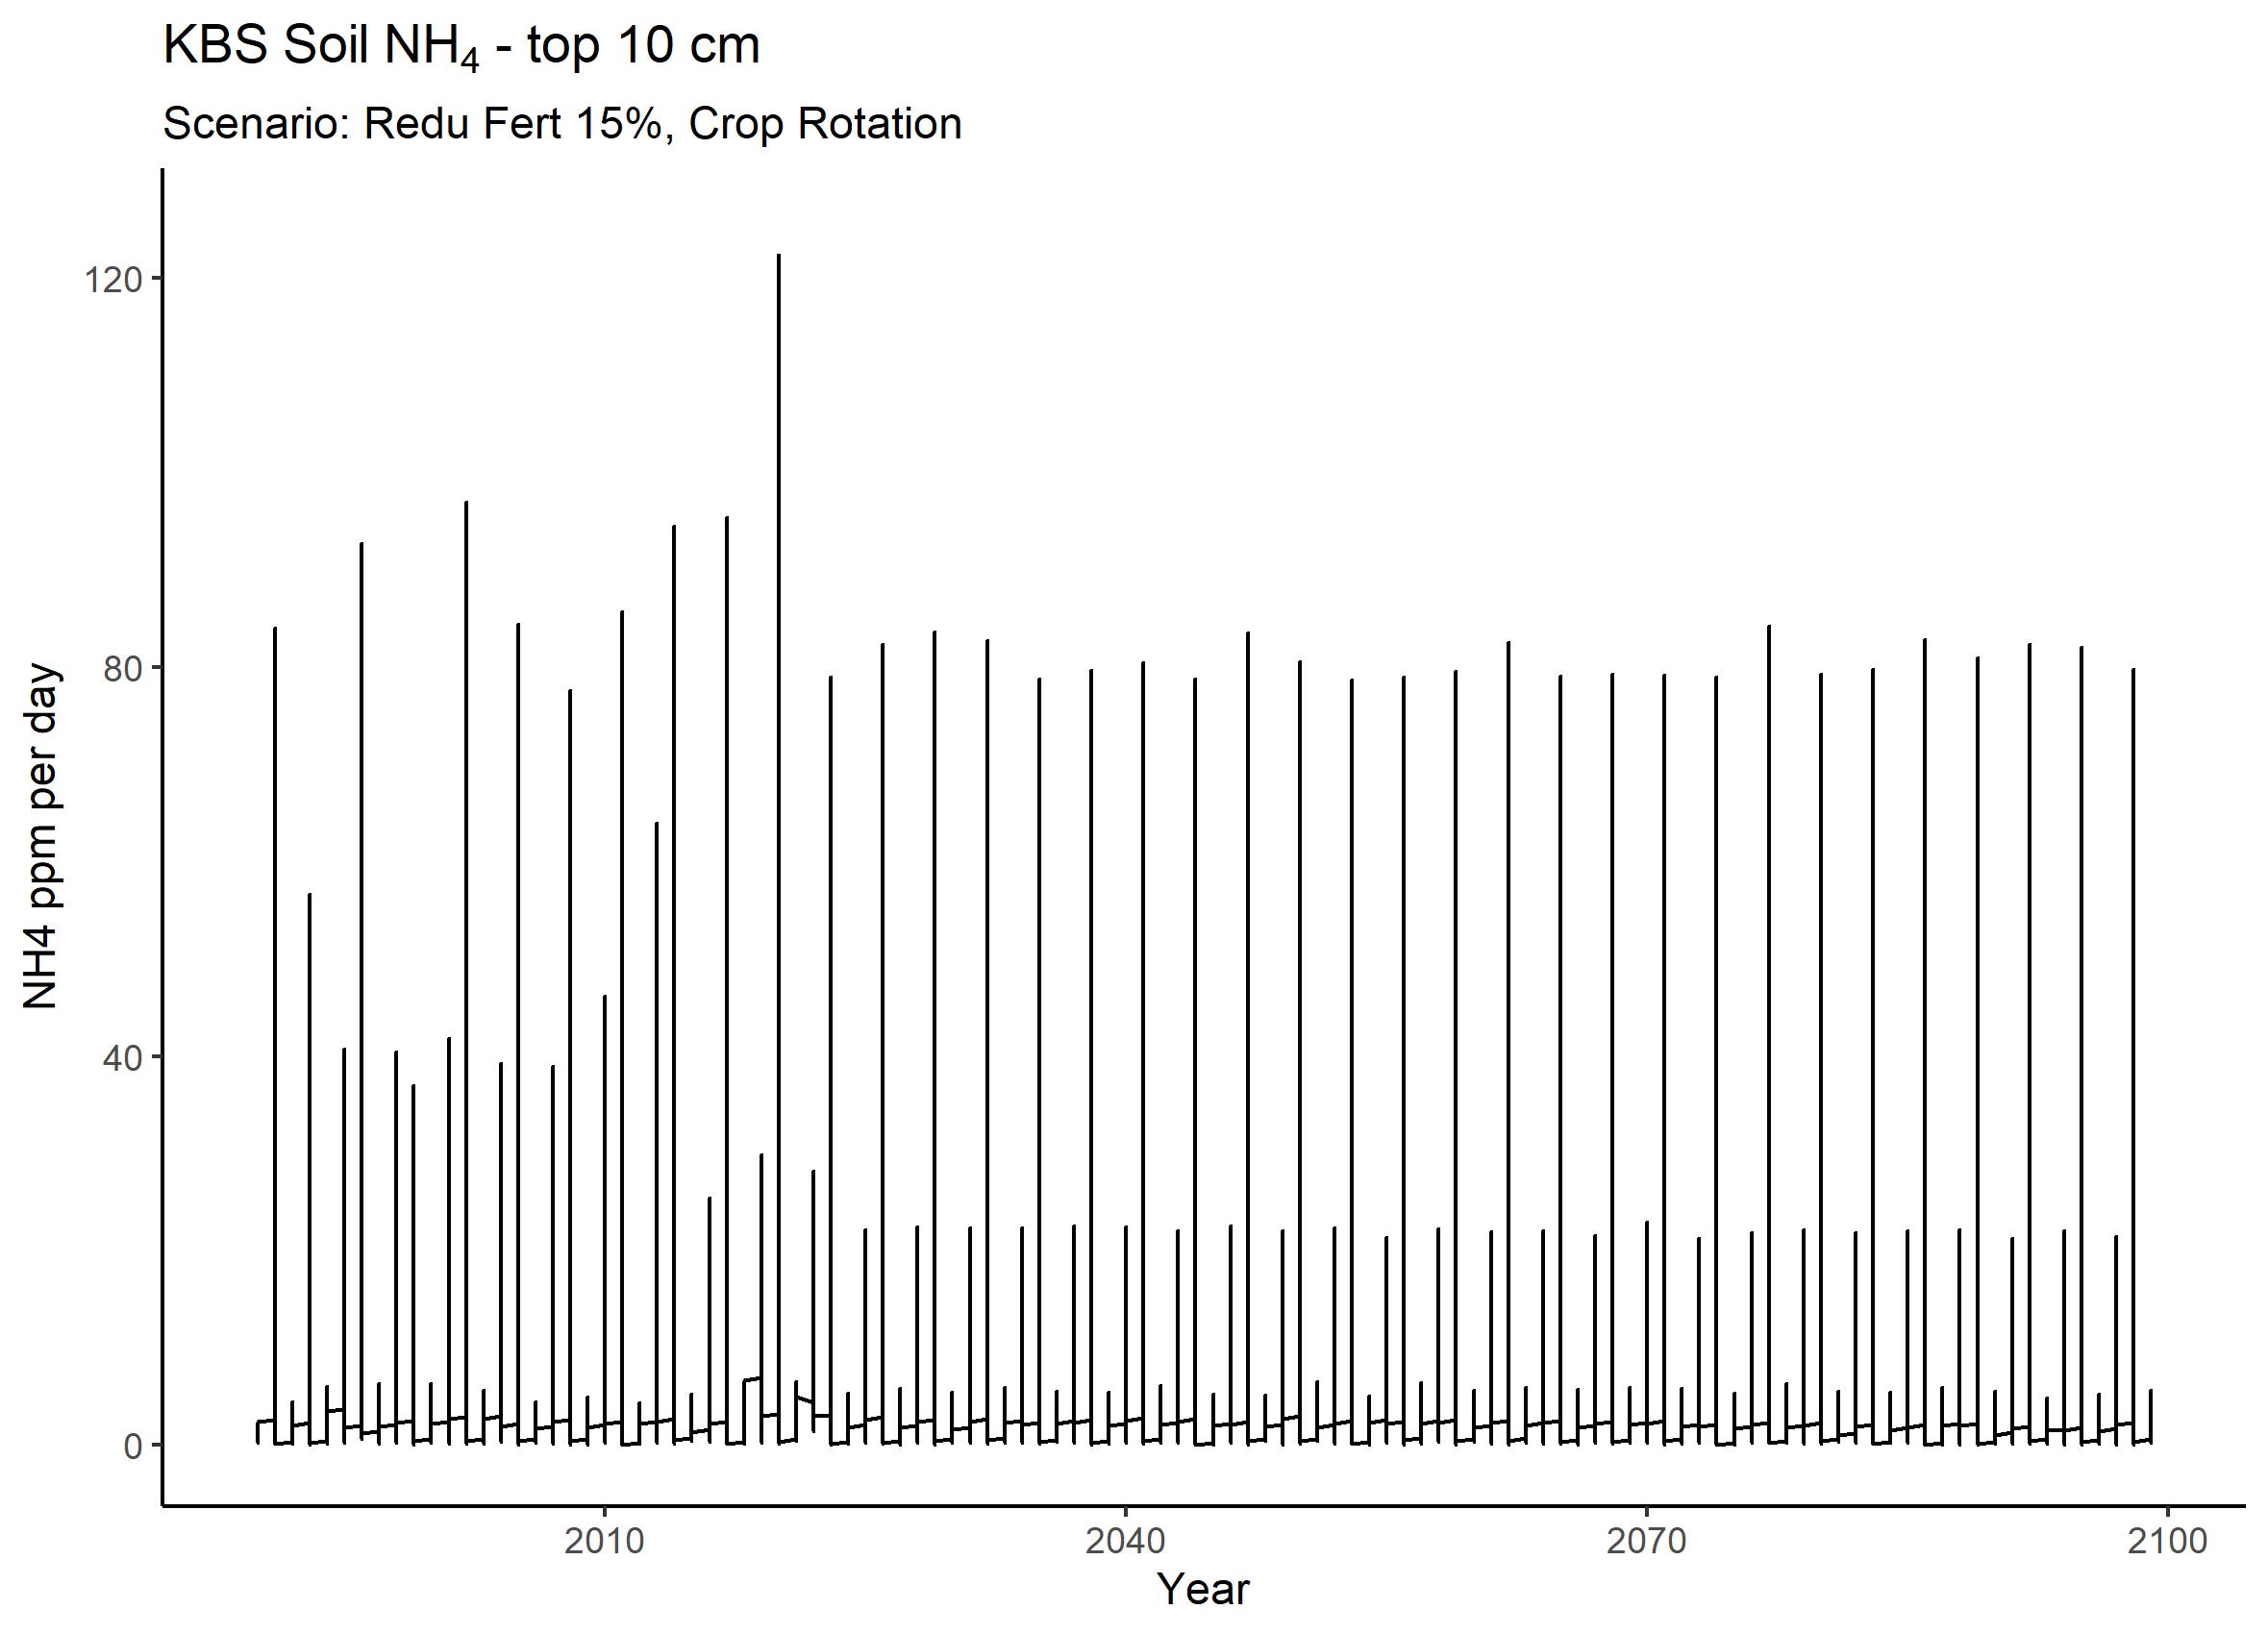 KBS Soil NH₄ - top 10 cm
Scenario: Redu Fert 15%, Crop Rotation
NH4 ppm per day
120
80
40
0
2010 2040 2070 2100
Year